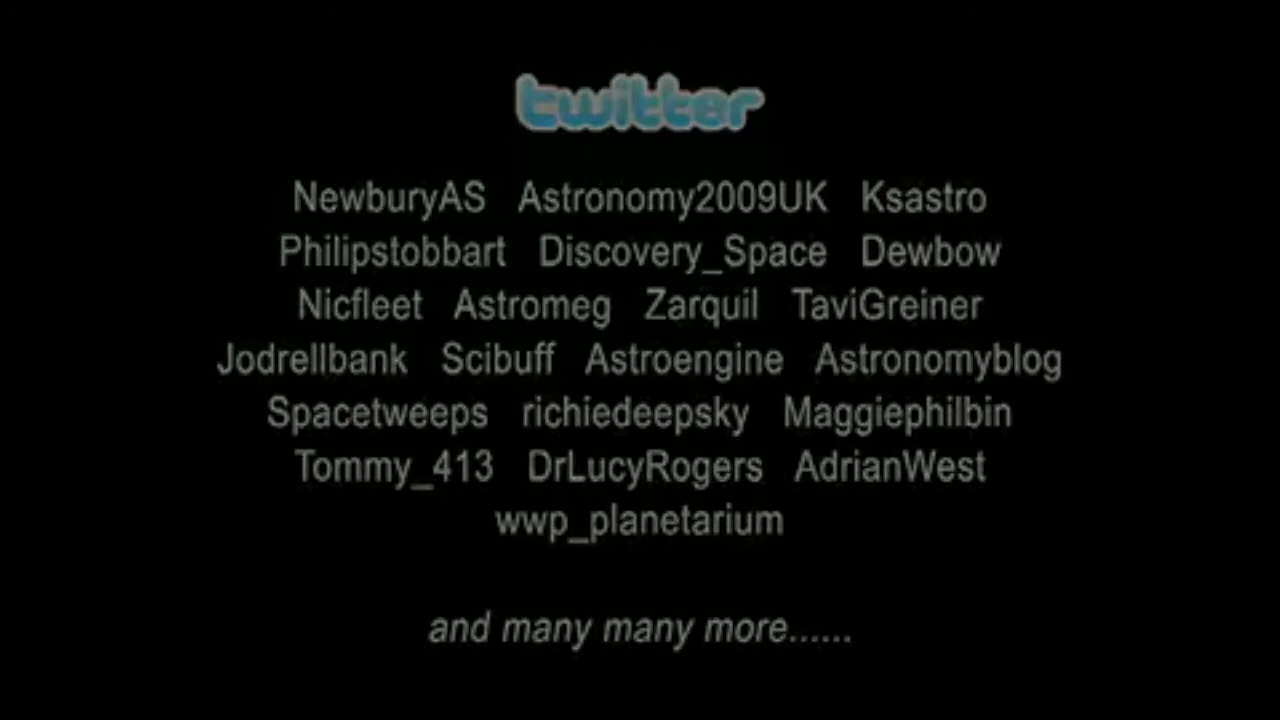 twitter
NewburyAS Astronomy2009UK Ksastro
Philipstobbart Discovery_Space Dewbow
Nicfleet Astromeg Zarquil TaviGreiner
Jodrellbank Scibuff Astroengine Astronomyblog
Spacetweeps richiedeepsky Maggiephilbin
Tommy_413 DrLucyRogers AdrianWest
wwp_planetarium
and many many more......